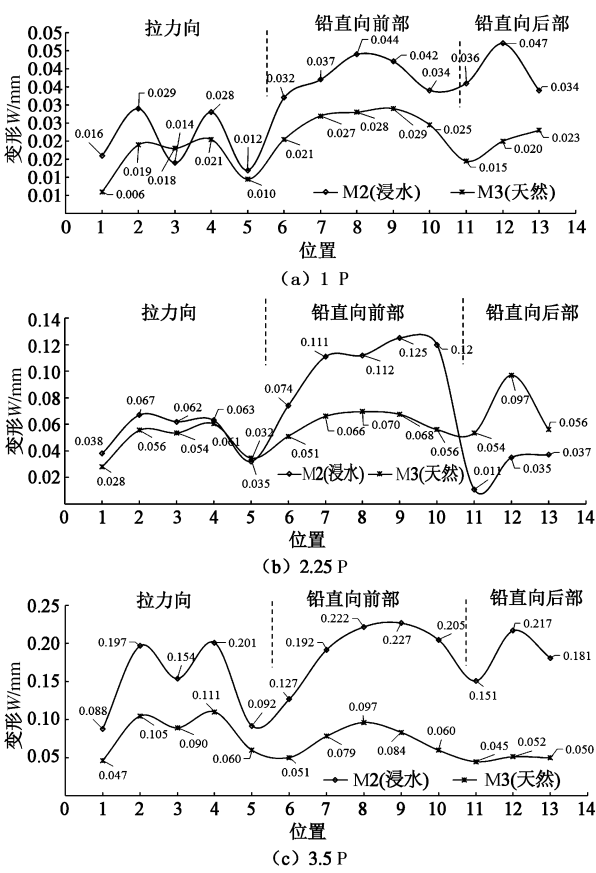 拉力向 铅直向前部 铅直向后部
变形W/mm
0.05
0.04
0.04
0.03
0.03
0.02
0.02
0.01
0.01
0.016 0.029 0.014 0.028 0.012 0.032 0.037 0.044 0.042 0.034 0.036 0.047 0.034
0.006 0.019 0.018 0.021 0.010 0.021 0.027 0.028 0.029 0.025 0.015 0.020 0.023
M2(浸水) M3(天然)
0 1 2 3 4 5 6 7 8 9 10 11 12 13 14
位置
(a) 1 P
拉力向 铅直向前部 铅直向后部
变形W/mm
0.14
0.12
0.10
0.08
0.06
0.04
0.02
0.038 0.067 0.062 0.063 0.032 0.074 0.111 0.112 0.125 0.12 0.011 0.035 0.037
0.028 0.056 0.054 0.061 0.035 0.051 0.066 0.070 0.068 0.056 0.054 0.097 0.056
M2(浸水) M3(天然)
0 1 2 3 4 5 6 7 8 9 10 11 12 13 14
位置
(b) 2.25 P
拉力向 铅直向前部 铅直向后部
变形W/mm
0.25
0.20
0.15
0.10
0.05
0.088 0.197 0.154 0.201 0.092 0.127 0.192 0.222 0.227 0.205 0.151 0.217 0.181
0.047 0.105 0.090 0.111 0.060 0.051 0.079 0.097 0.084 0.060 0.045 0.052 0.050
M2(浸水) M3(天然)
0 1 2 3 4 5 6 7 8 9 10 11 12 13 14
位置
(c) 3.5 P